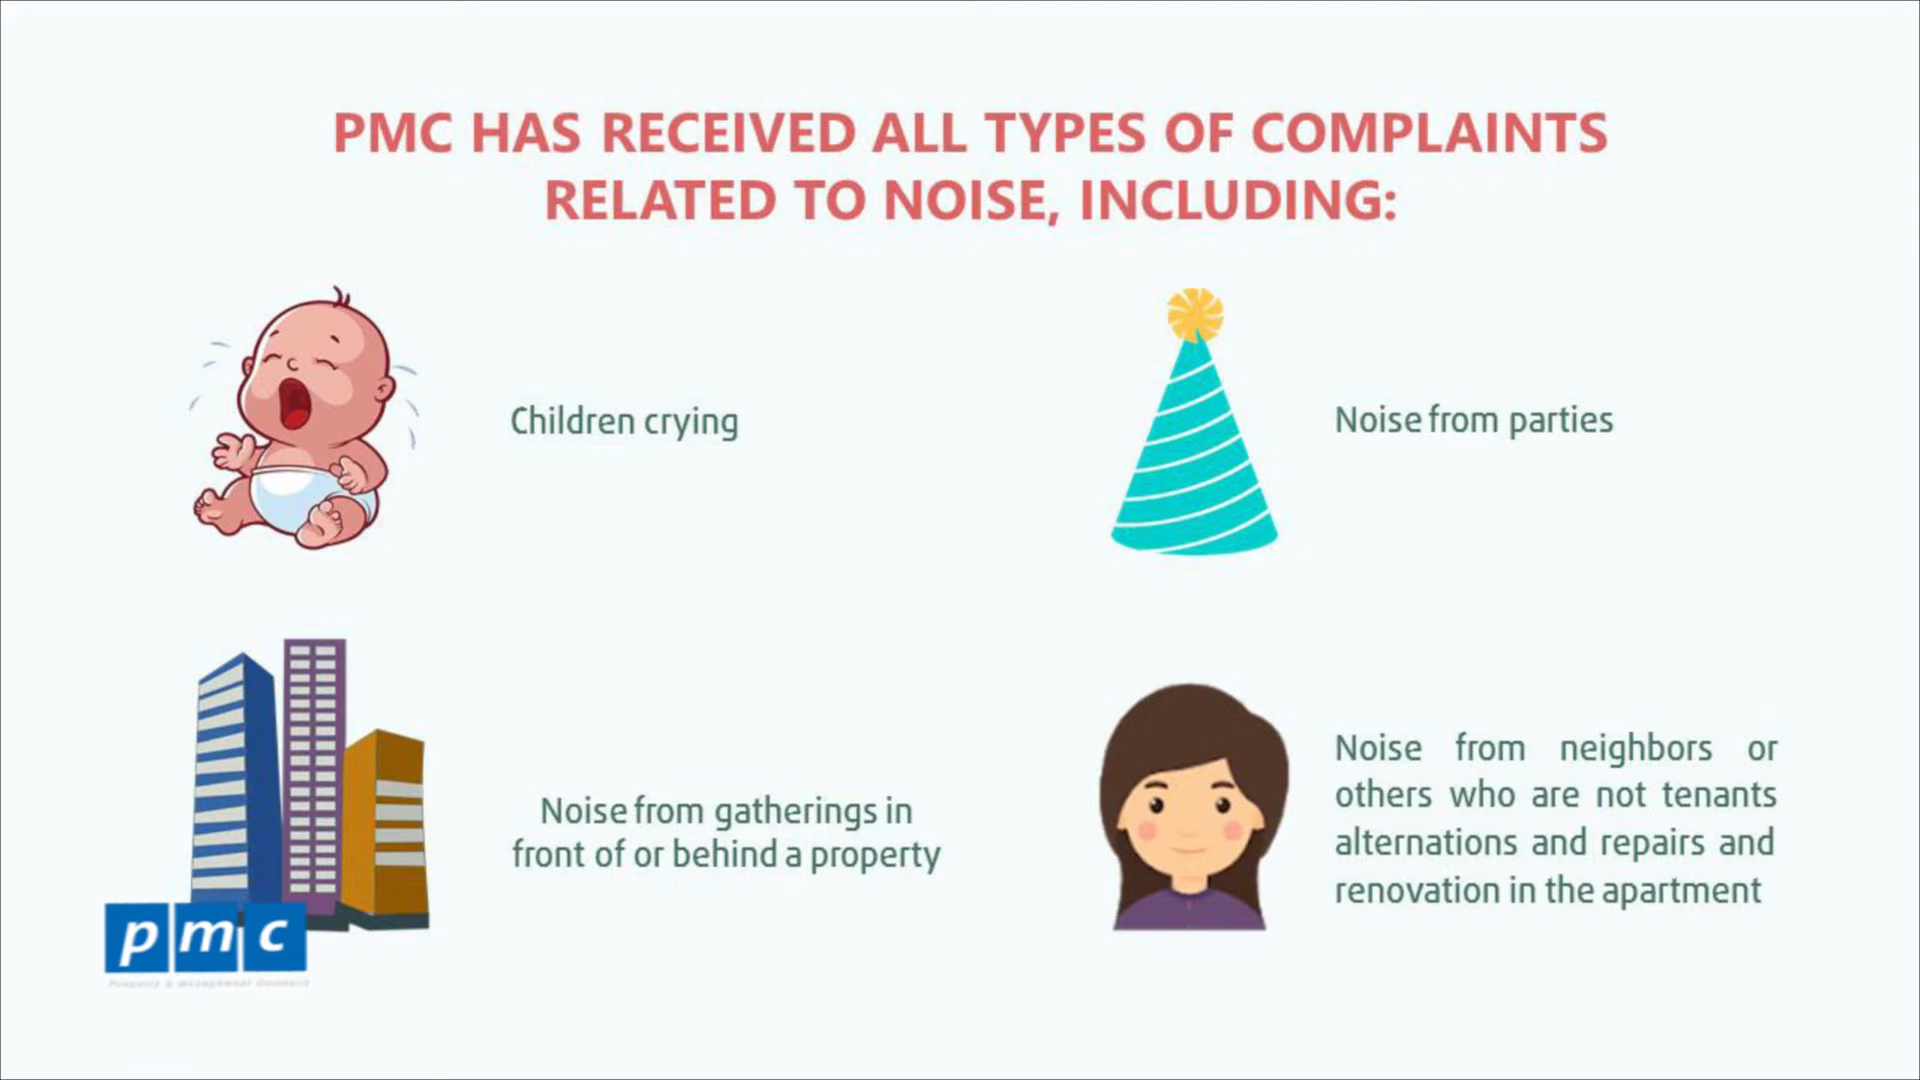 PMC HAS RECEIVED ALL TYPES OF COMPLAINTS
RELATED TO NOISE, INCLUDING:
Children crying
Noise from parties
Noise from gatherings in
front of or behind a property
Noise from neighbors or
others who are not tenants
alternations and repairs and
renovation in the apartment
pmc